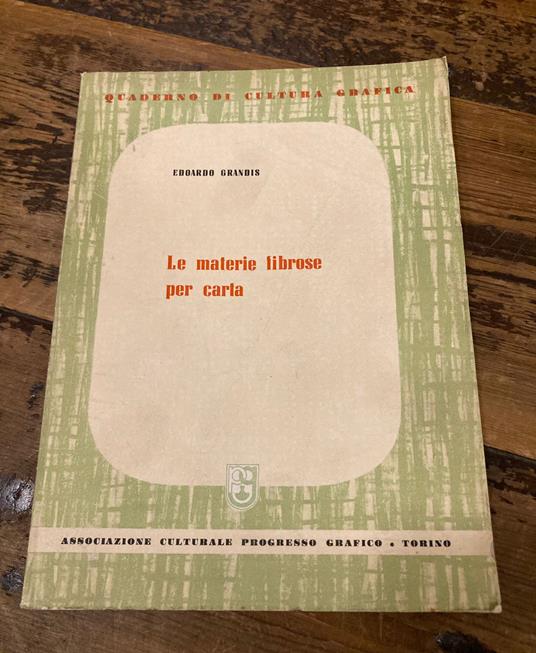 QUADERNO DI CULTURA GRAFICA
EDOARDO GRANDIS
Le materie fibrose
per carta
ASSOCIAZIONE CULTURALE PROGRESSO GRAFICO • TORINO